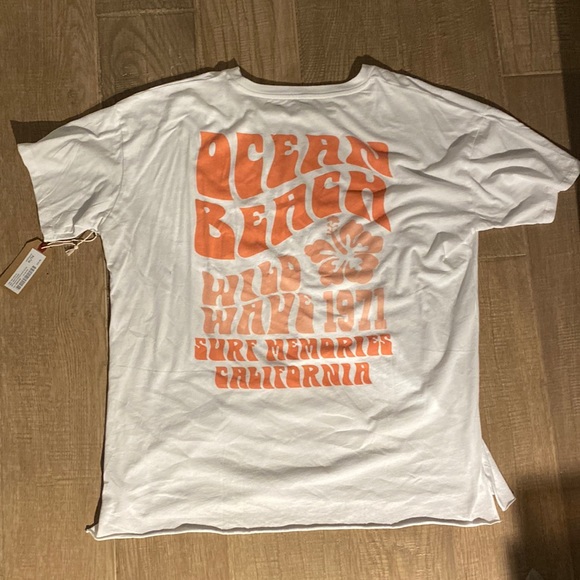 OCEAN
BEACH
WILD
WAVE 1971
SURF MEMORIES
CALIFORNIA